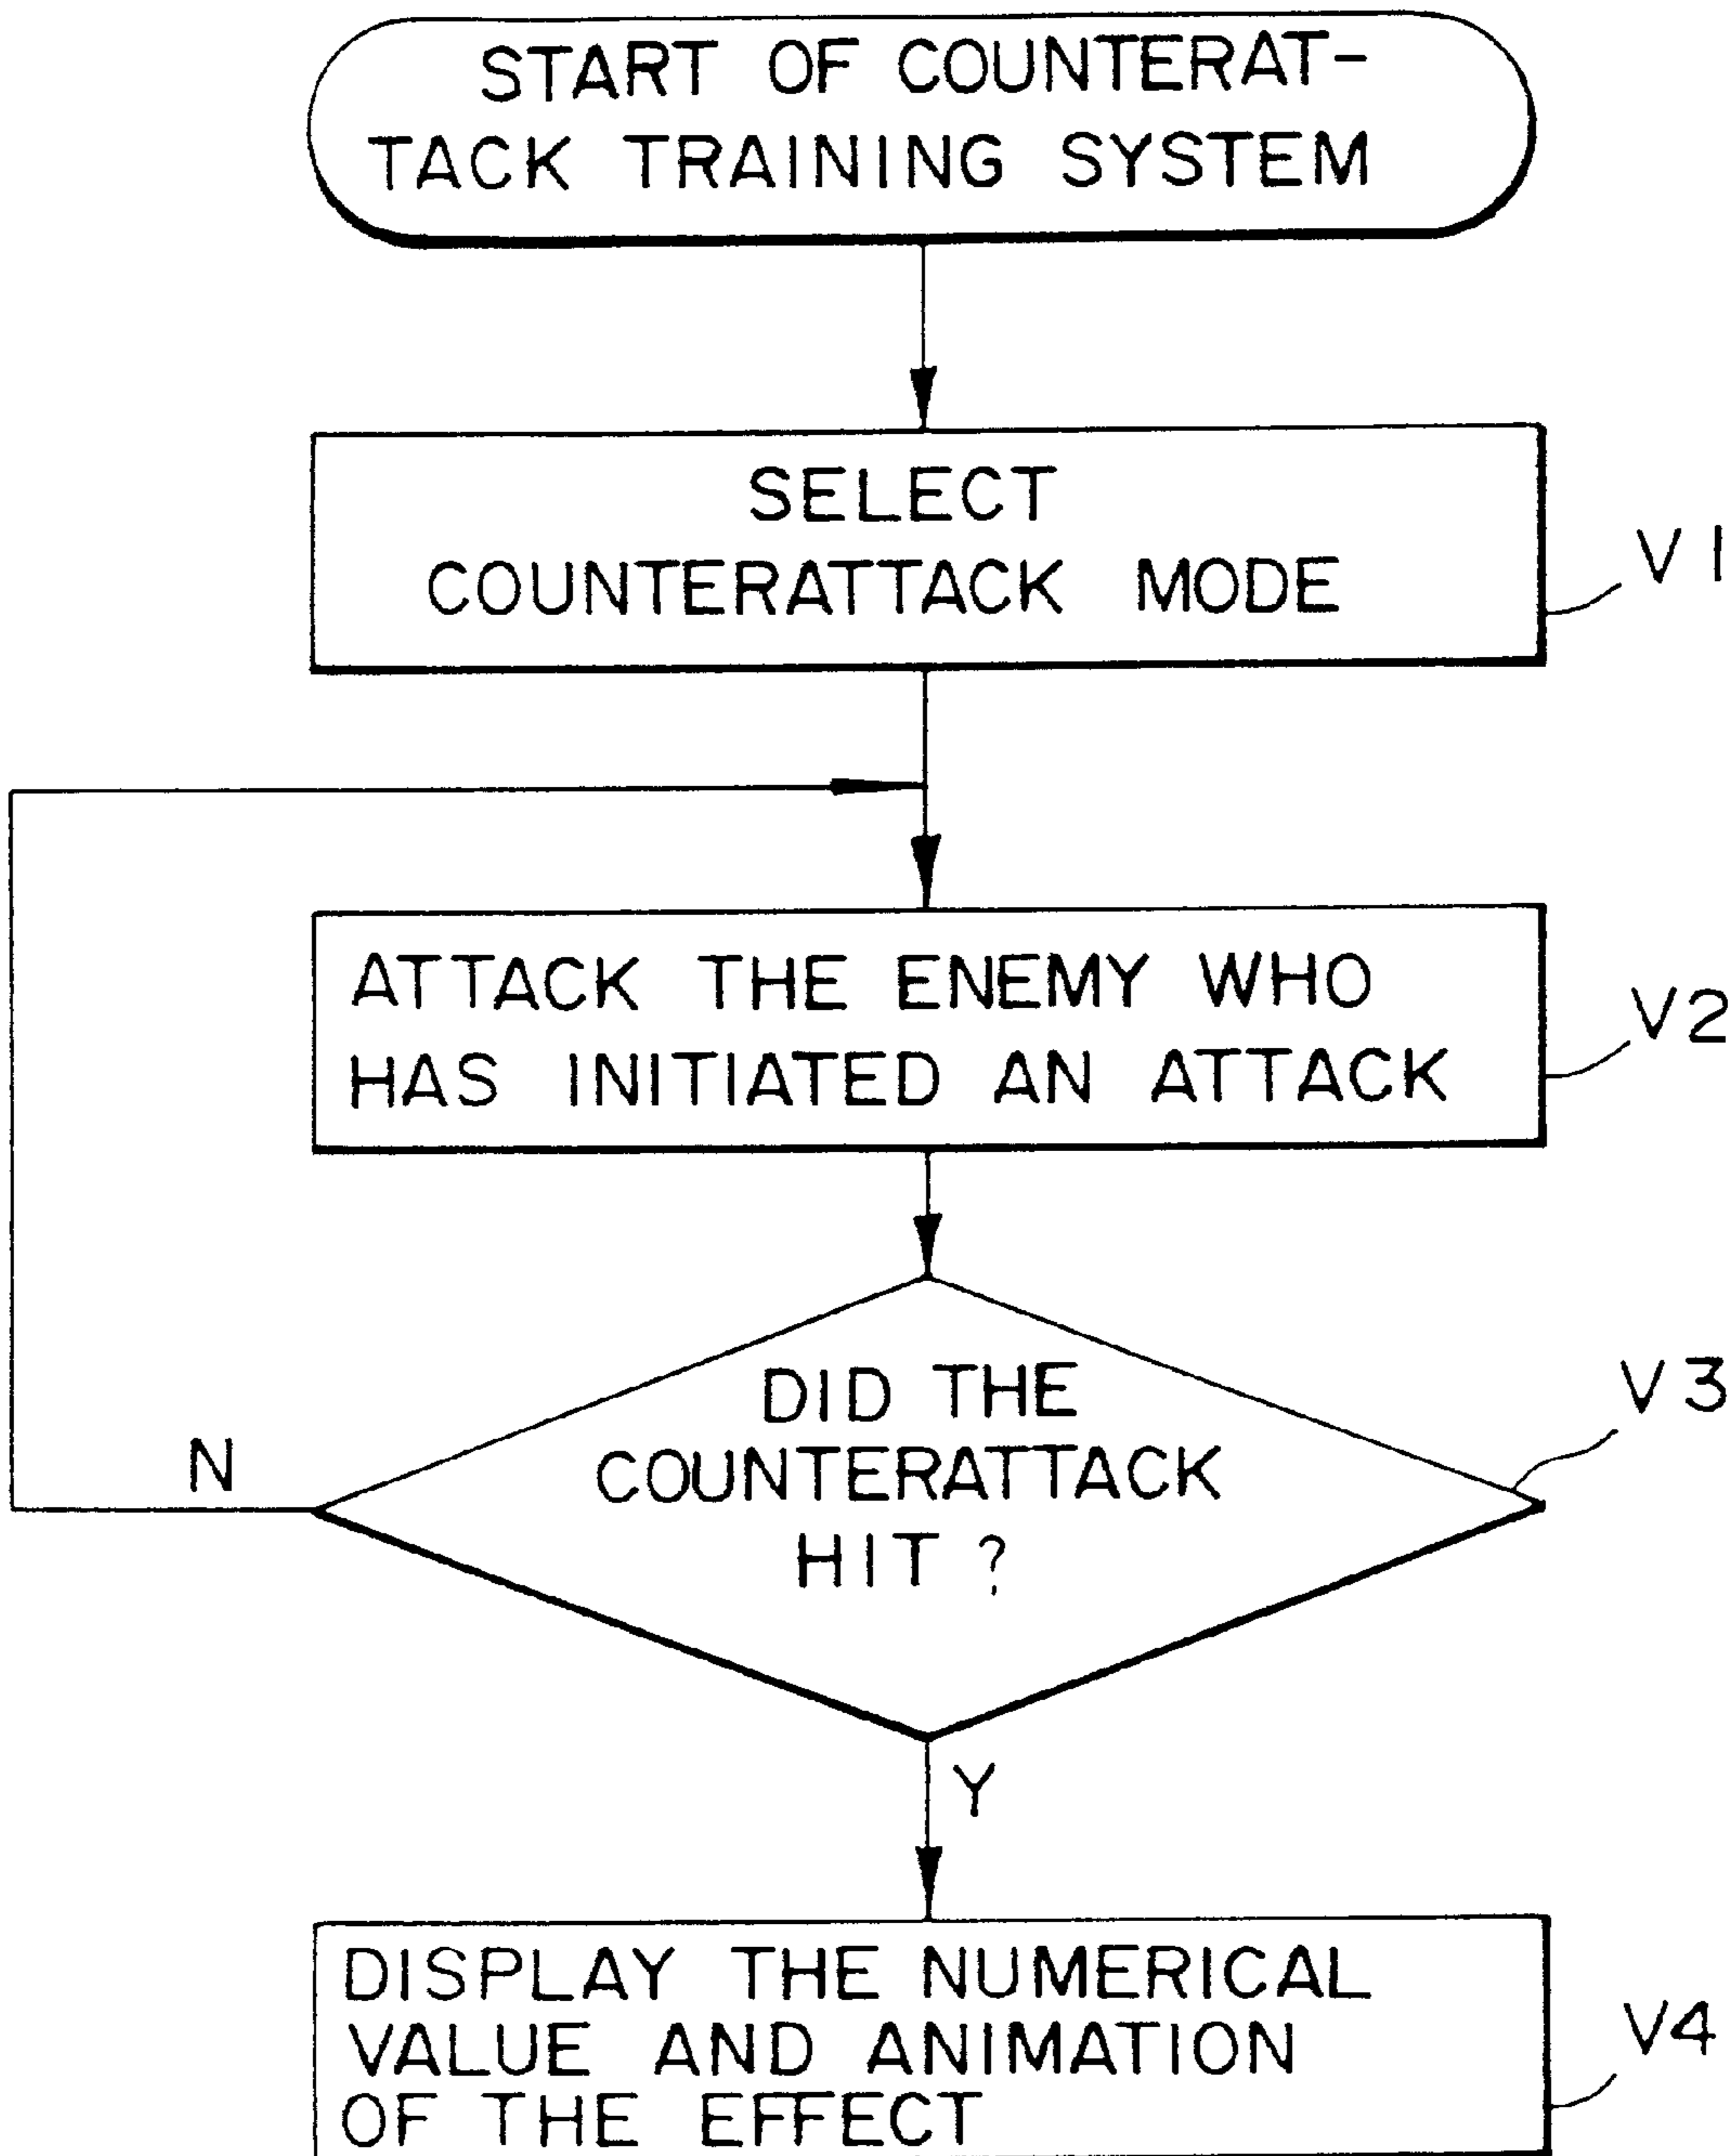 START OF COUNTERAT-
TACK TRAINING SYSTEM
SELECT
COUNTERATTACK MODE
V1
ATTACK THE ENEMY WHO
HAS INITIATED AN ATTACK
V2
DID THE
COUNTERATTACK
HIT ?
V3
N
Y
DISPLAY THE NUMERICAL
VALUE AND ANIMATION
OF THE EFFECT
V4